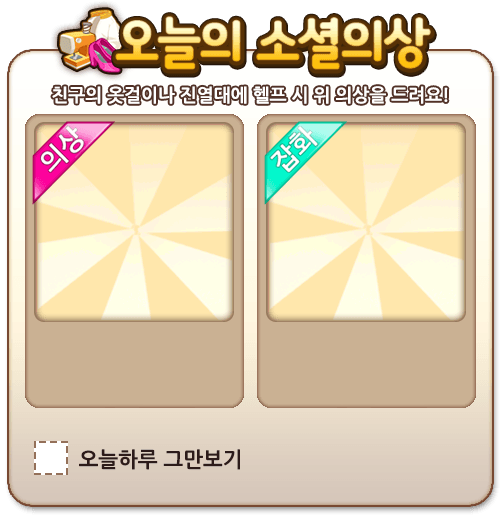 오늘의 소셜의상
친구의 옷걸이나 진열대에 헬프 시 위 의상을 드려요!
의상
잡화
오늘하루 그만보기